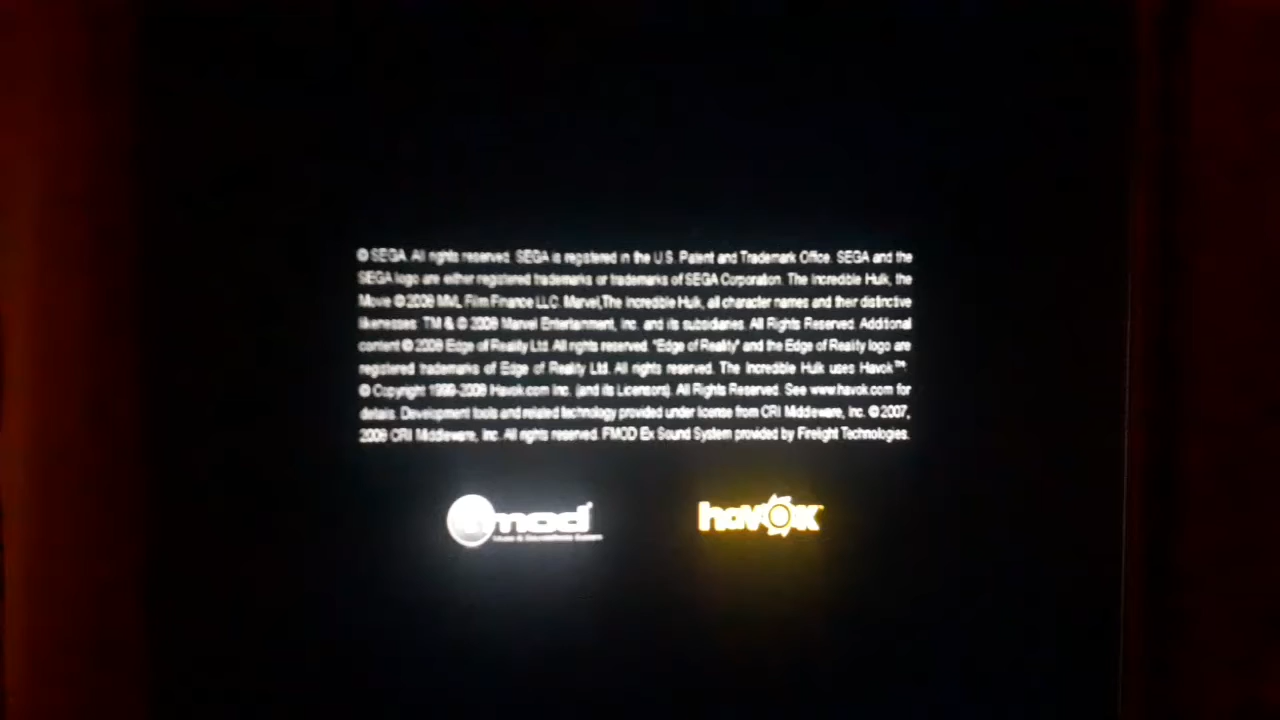 © SEGA. All rights reserved. SEGA is registered in the U.S. Patent and Trademark Office. SEGA and the
SEGA logo are either registered trademarks or trademarks of SEGA Corporation. The Incredible Hulk, the
Movie © 2008 MVL Film Finance LLC. Marvel,The Incredible Hulk, all character names and their distinctive
likenesses: TM & © 2008 Marvel Entertainment, Inc. and its subsidiaries. All Rights Reserved. Additional
content © 2008 Edge of Reality Ltd. All rights reserved. "Edge of Reality" and the Edge of Reality logo are
registered trademarks of Edge of Reality Ltd. All rights reserved. The Incredible Hulk uses Havok™:
© Copyright 1999-2008 Havok.com Inc. (and its Licensors). All Rights Reserved. See www.havok.com for
details. Development tools and related technology provided under license from CRI Middleware, Inc. © 2007,
2008 CRI Middleware, Inc. All rights reserved. FMOD Ex Sound System provided by Firelight Technologies.
fmod
havok